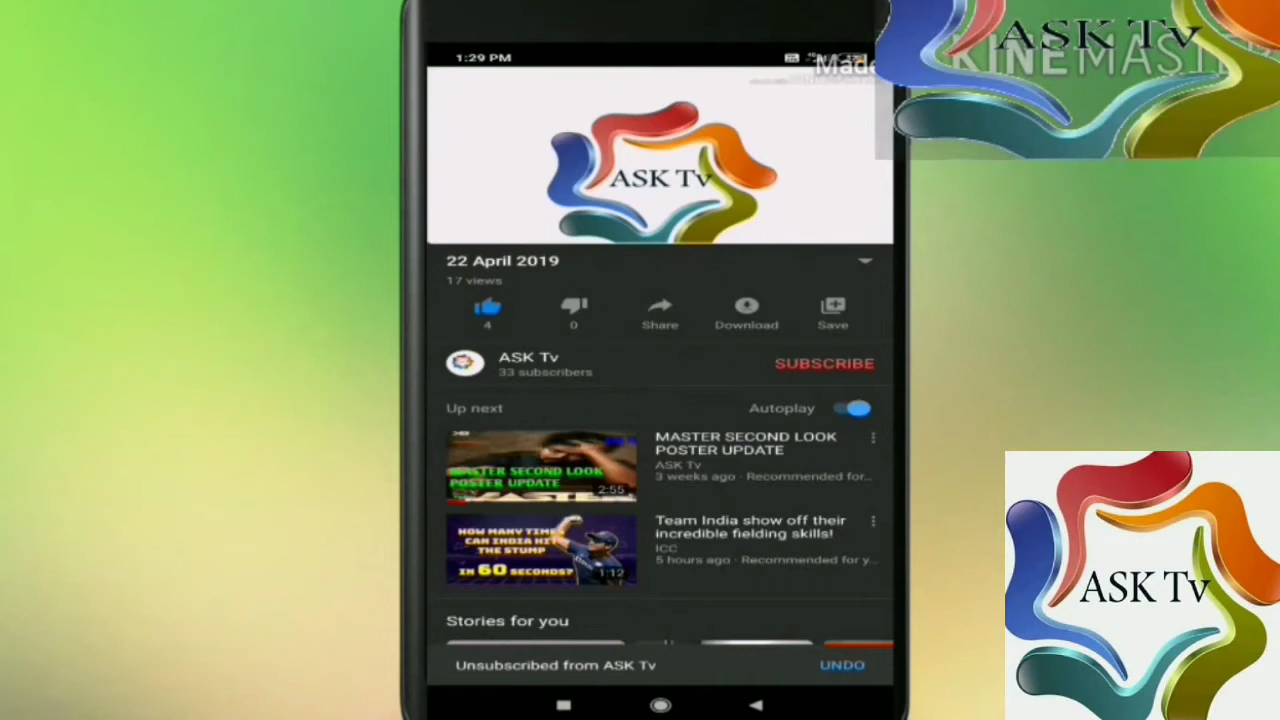 1:29 PM
Made
ASK Tv
KINEMASTE
ASK Tv
22 April 2019
17 views
4
0
Share
Download
Save
ASK Tv
33 subscribers
SUBSCRIBE
Up next
Autoplay
MASTER SECOND LOOK
POSTER UPDATE
2:55
MASTER SECOND LOOK
POSTER UPDATE
ASK Tv
3 weeks ago · Recommended for...
HOW MANY TIMES
CAN INDIA HIT
THE STUMP
IN 60 SECONDS?
1:12
Team India show off their
incredible fielding skills!
ICC
5 hours ago · Recommended for y...
ASK Tv
Stories for you
Unsubscribed from ASK Tv
UNDO